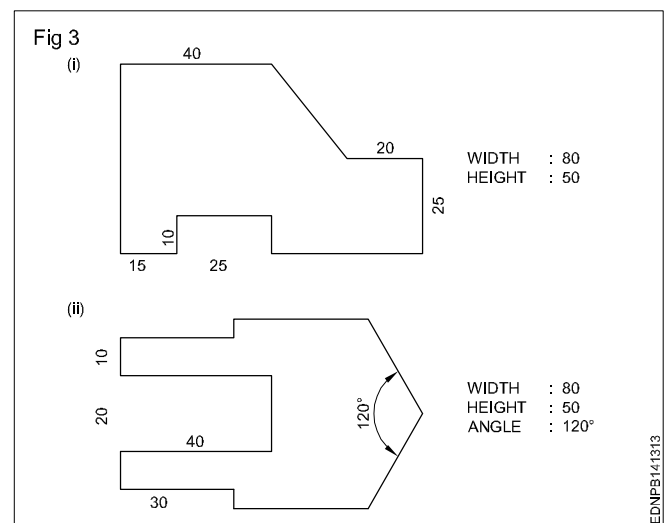 Fig 3
(i)
40
20
WIDTH : 80
HEIGHT : 50
25
10
15
25
(ii)
10
20
40
30
120°
WIDTH : 80
HEIGHT : 50
ANGLE : 120°
EDNPB141313